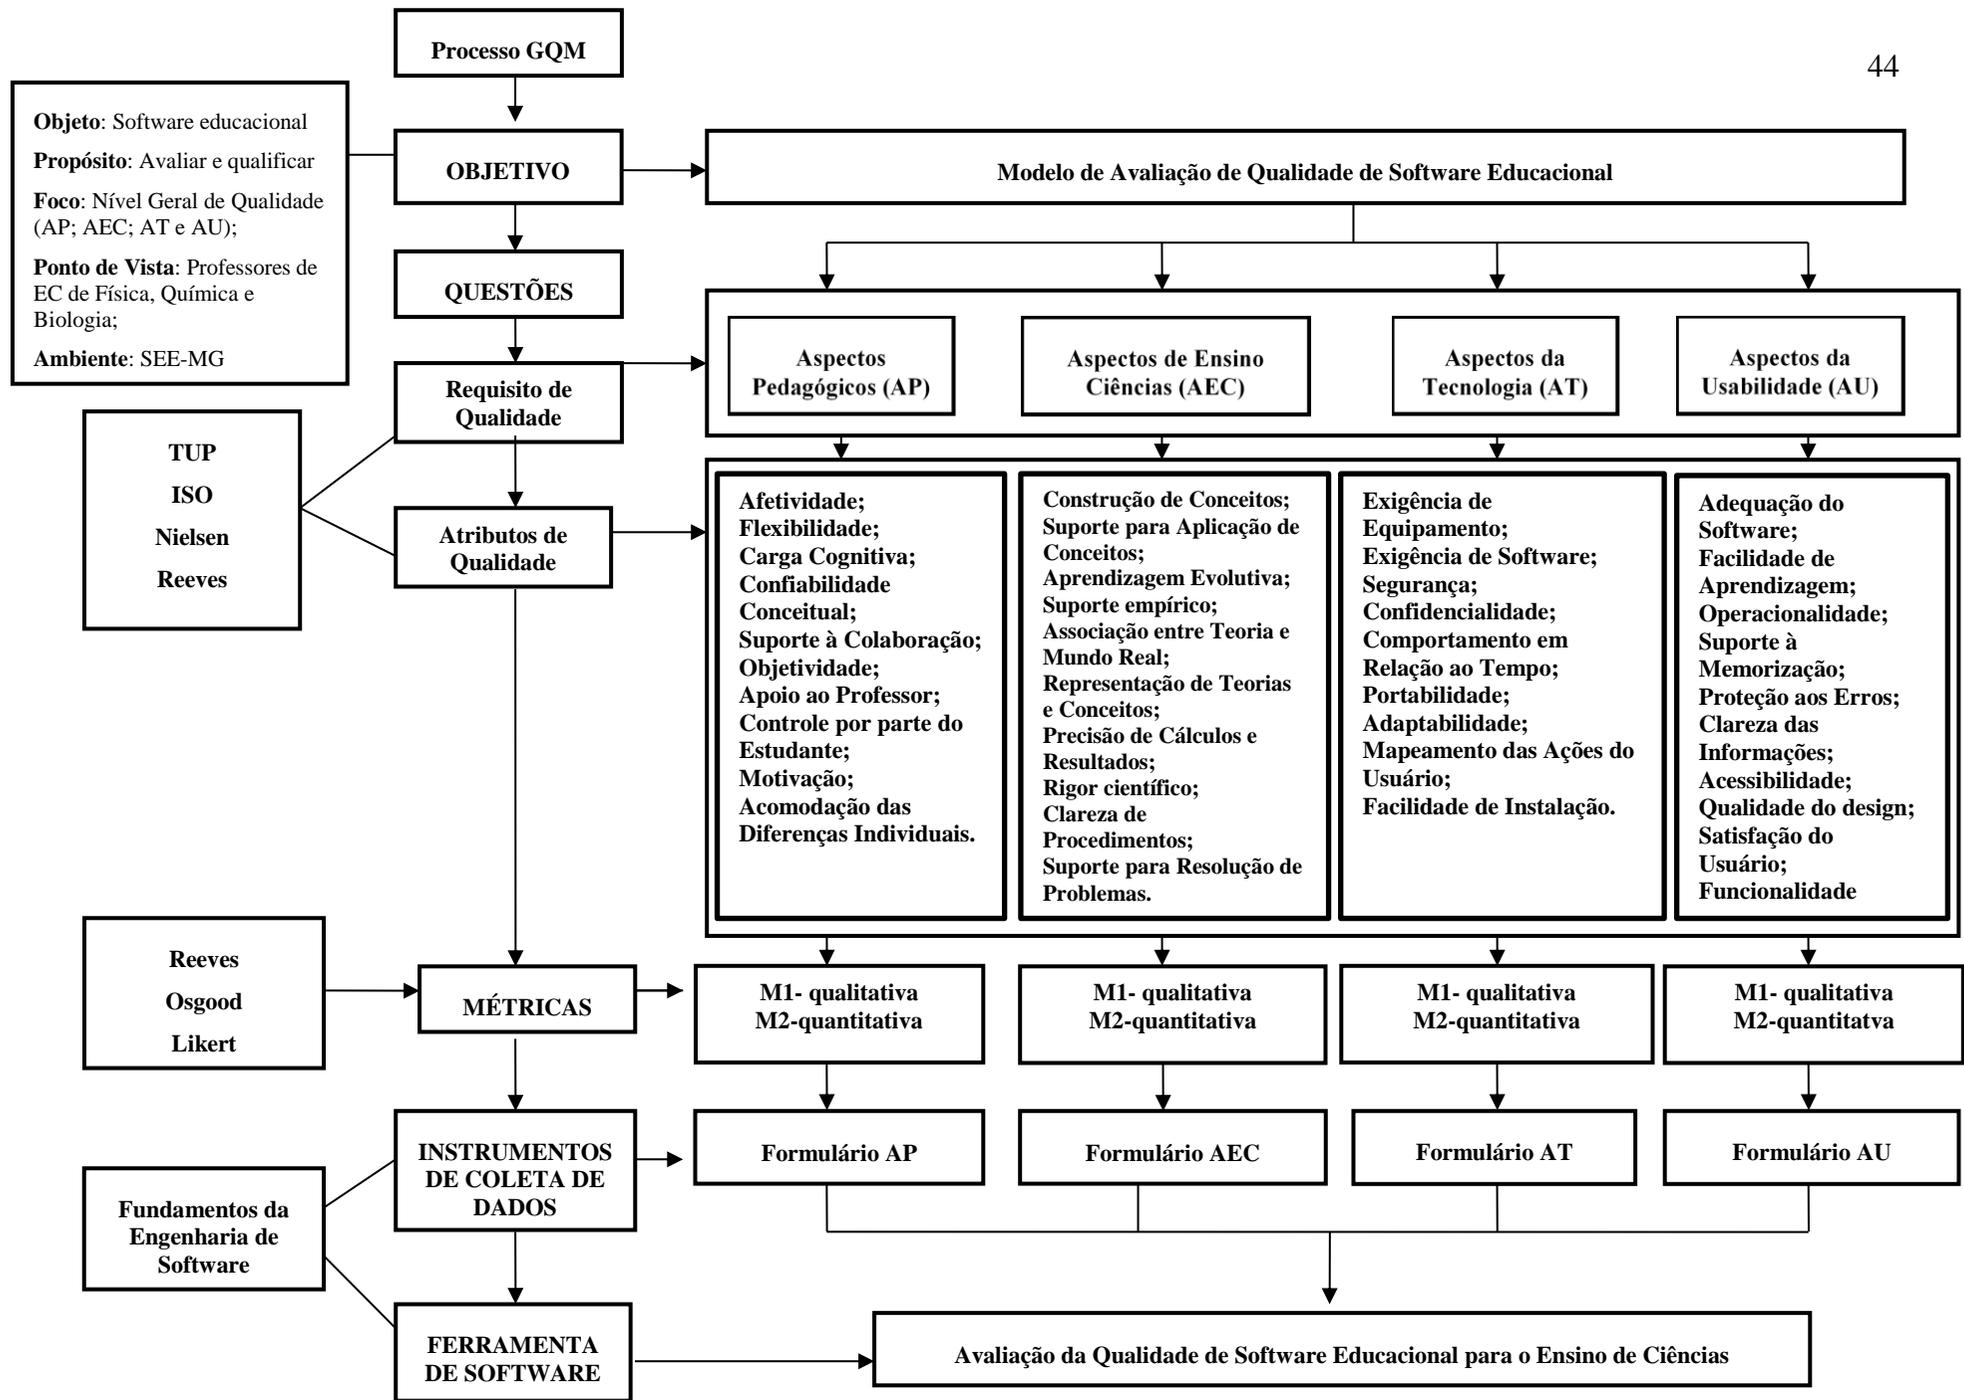 44
Processo GQM
Objeto: Software educacional
Propósito: Avaliar e qualificar
Foco: Nível Geral de Qualidade
(AP; AEC; AT e AU);
Ponto de Vista: Professores de
EC de Física, Química e
Biologia;
Ambiente: SEE-MG
OBJETIVO
Modelo de Avaliação de Qualidade de Software Educacional
QUESTÕES
Requisito de
Qualidade
Aspectos
Pedagógicos (AP)
Aspectos de Ensino
Ciências (AEC)
Aspectos da
Tecnologia (AT)
Aspectos da
Usabilidade (AU)
TUP
ISO
Nielsen
Reeves
Atributos de
Qualidade
Afetividade;
Flexibilidade;
Carga Cognitiva;
Confiabilidade
Conceitual;
Suporte à Colaboração;
Objetividade;
Apoio ao Professor;
Controle por parte do
Estudante;
Motivação;
Acomodação das
Diferenças Individuais.
Construção de Conceitos;
Suporte para Aplicação de
Conceitos;
Aprendizagem Evolutiva;
Suporte empírico;
Associação entre Teoria e
Mundo Real;
Representação de Teorias
e Conceitos;
Precisão de Cálculos e
Resultados;
Rigor científico;
Clareza de
Procedimentos;
Suporte para Resolução de
Problemas.
Exigência de
Equipamento;
Exigência de Software;
Segurança;
Confidencialidade;
Comportamento em
Relação ao Tempo;
Portabilidade;
Adaptabilidade;
Mapeamento das Ações do
Usuário;
Facilidade de Instalação.
Adequação do
Software;
Facilidade de
Aprendizagem;
Operacionalidade;
Suporte à
Memorização;
Proteção aos Erros;
Clareza das
Informações;
Acessibilidade;
Qualidade do design;
Satisfação do
Usuário;
Funcionalidade
Reeves
Osgood
Likert
MÉTRICAS
M1- qualitativa
M2-quantitativa
M1- qualitativa
M2-quantitativa
M1- qualitativa
M2-quantitativa
M1- qualitativa
M2-quantitatva
Fundamentos da
Engenharia de
Software
INSTRUMENTOS
DE COLETA DE
DADOS
Formulário AP
Formulário AEC
Formulário AT
Formulário AU
FERRAMENTA
DE SOFTWARE
Avaliação da Qualidade de Software Educacional para o Ensino de Ciências